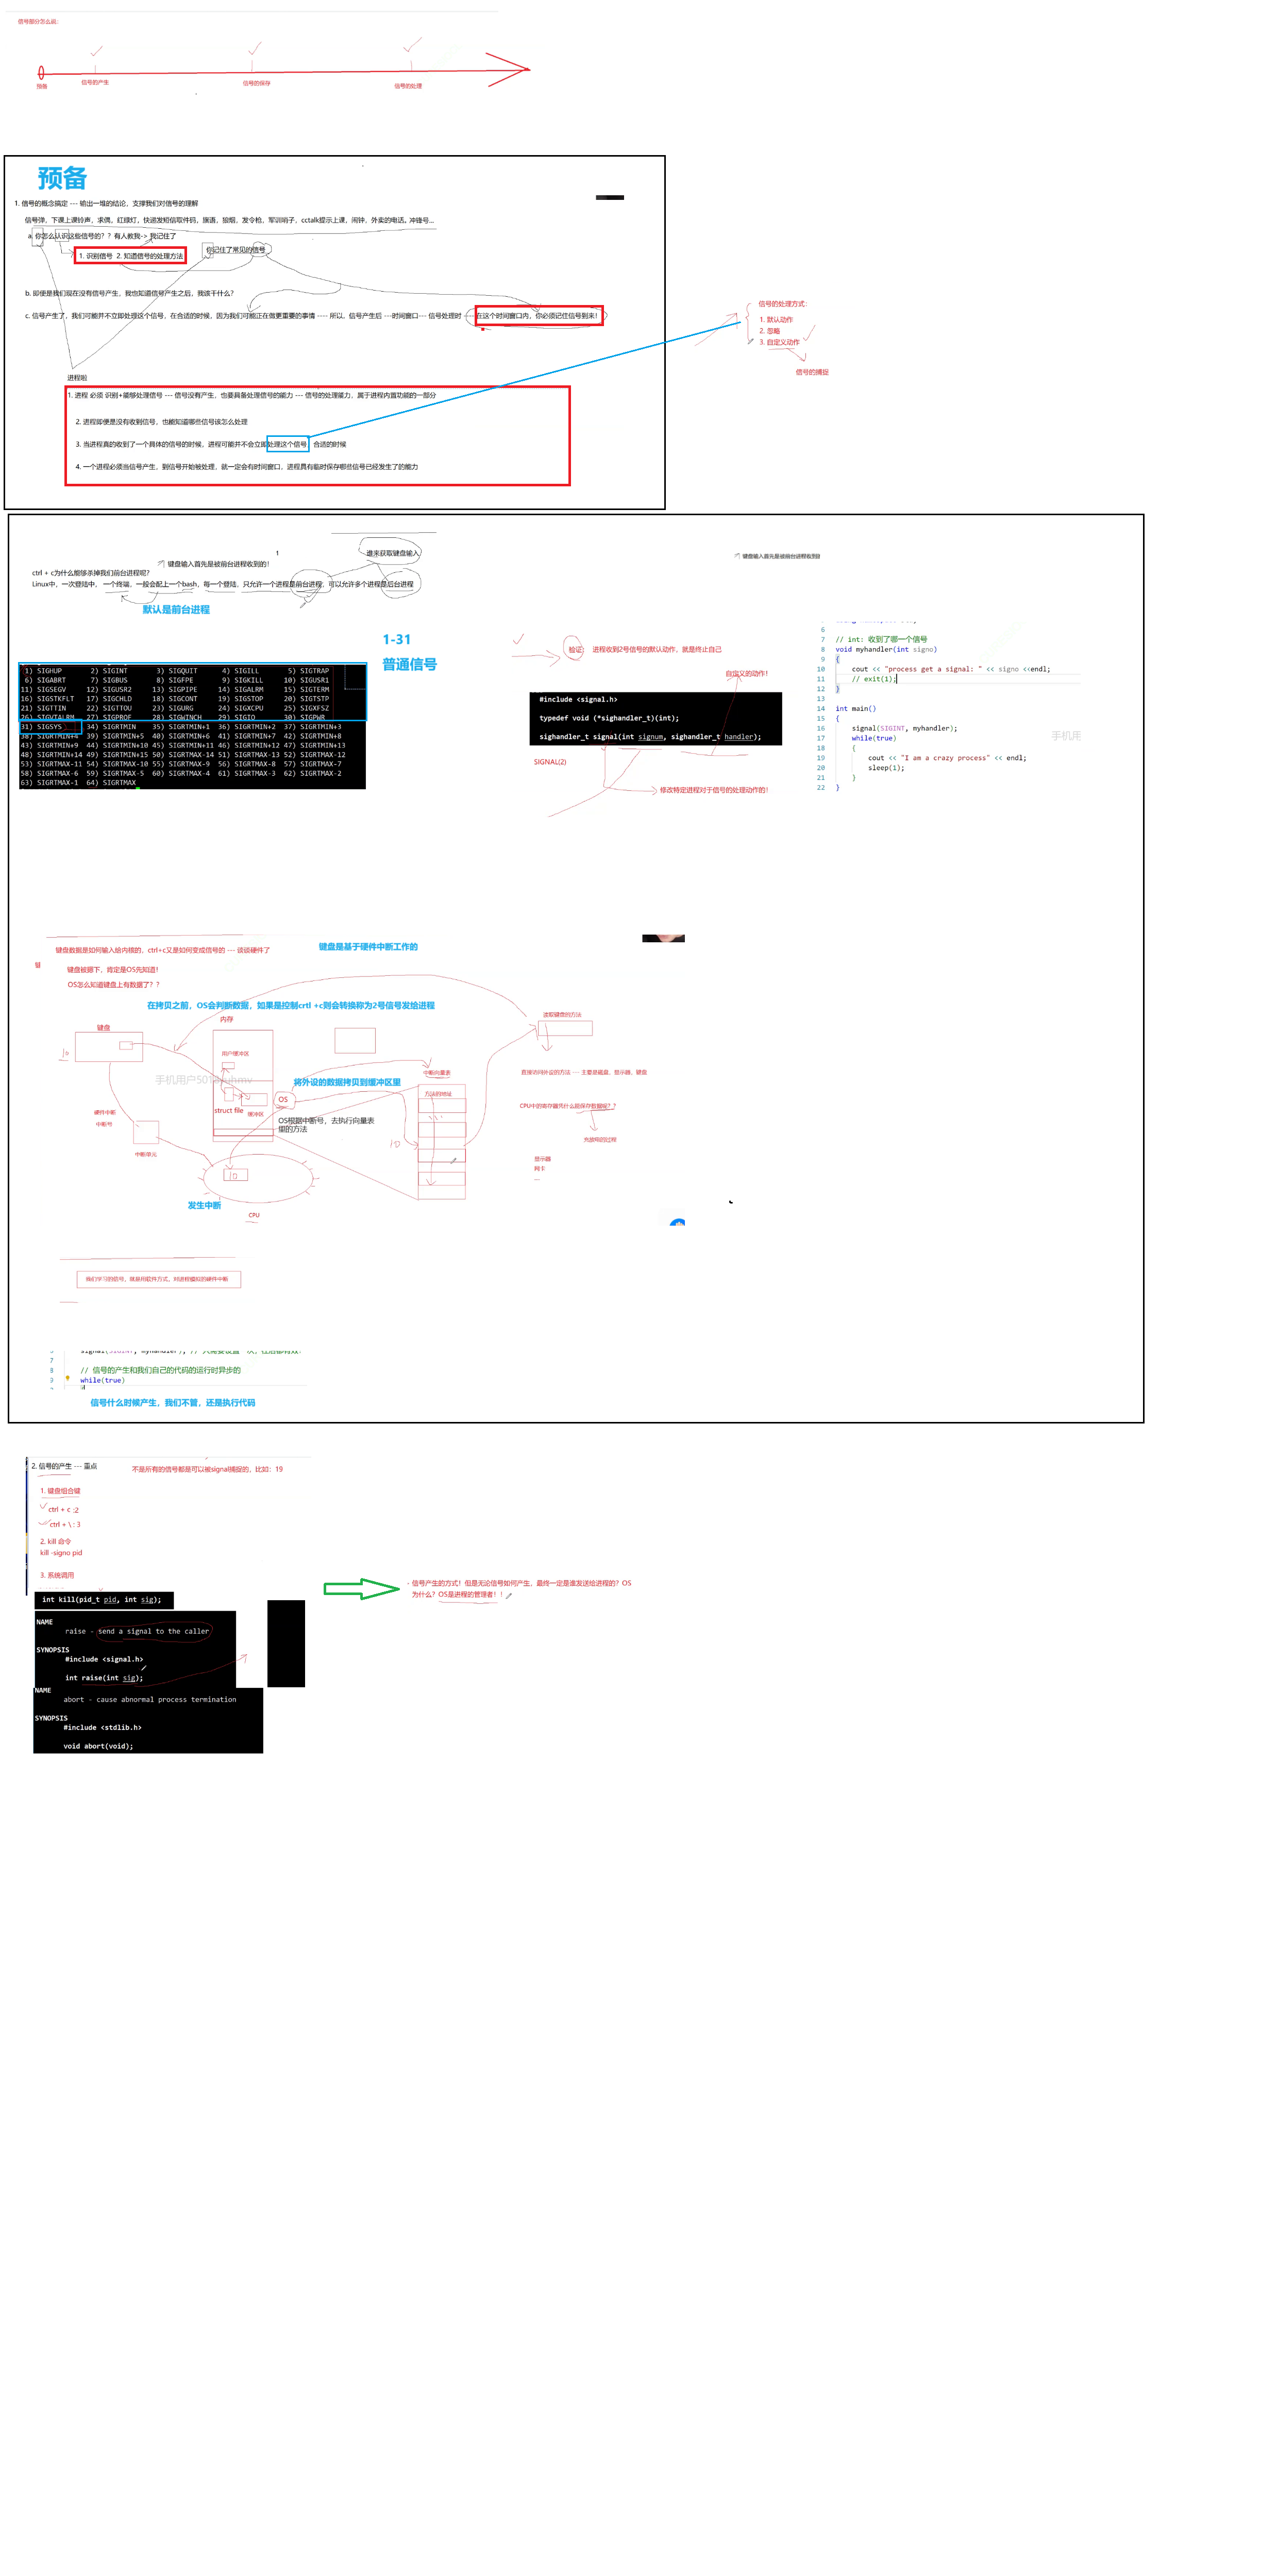 信号部分怎么说:
预备
信号的产生
信号的保存
信号的处理
预备
1. 信号的概念搞定 --- 输出一堆的结论，支撑我们对信号的理解
信号弹，下课上课铃声，求偶，红绿灯，快递发短信取件码，旗语，狼烟，发令枪，军训哨子，cctalk提示上课，闹钟，外卖的电话，冲锋号...
a. 你怎么认识这些信号的？？有人教我-> 我记住了
1. 识别信号 2. 知道信号的处理方法
你记住了常见的信号
b. 即便是我们现在没有信号产生，我也知道信号产生之后，我该干什么?
c. 信号产生了，我们可能并不立即处理这个信号，在合适的时候，因为我们可能正在做更重要的事情 ---- 所以，信号产生后 ---时间窗口--- 信号处理时 ---- 在这个时间窗口内，你必须记住信号到来!
信号的处理方式:
1. 默认动作
2. 忽略
3. 自定义动作
信号的捕捉
进程啦
1. 进程 必须 识别+能够处理信号 --- 信号没有产生，也要具备处理信号的能力 --- 信号的处理能力，属于进程内置功能的一部分
2. 进程即便是没有收到信号，也能知道哪些信号该怎么处理
3. 当进程真的收到了一个具体的信号的时候，进程可能并不会立即处理这个信号 合适的时候
4. 一个进程必须当信号产生，到信号开始被处理，就一定会有时间窗口，进程具有临时保存哪些信号已经发生了的能力
1
谁来获取键盘输入
键盘输入首先是被前台进程收到的!
键盘输入首先是被前台进程收到的
ctrl + c为什么能够杀掉我们前台进程呢?
Linux中，一次登陆中， 一个终端，一般会配上一个bash，每一个登陆，只允许一个进程是前台进程，可以允许多个进程是后台进程
默认是前台进程
1-31
普通信号
1) SIGHUP 2) SIGINT 3) SIGQUIT 4) SIGILL 5) SIGTRAP
6) SIGABRT 7) SIGBUS 8) SIGFPE 9) SIGKILL 10) SIGUSR1
11) SIGSEGV 12) SIGUSR2 13) SIGPIPE 14) SIGALRM 15) SIGTERM
16) SIGSTKFLT 17) SIGCHLD 18) SIGCONT 19) SIGSTOP 20) SIGTSTP
21) SIGTTIN 22) SIGTTOU 23) SIGURG 24) SIGXCPU 25) SIGXFSZ
26) SIGVTALRM 27) SIGPROF 28) SIGWINCH 29) SIGIO 30) SIGPWR
31) SIGSYS 34) SIGRTMIN 35) SIGRTMIN+1 36) SIGRTMIN+2 37) SIGRTMIN+3
38) SIGRTMIN+4 39) SIGRTMIN+5 40) SIGRTMIN+6 41) SIGRTMIN+7 42) SIGRTMIN+8
43) SIGRTMIN+9 44) SIGRTMIN+10 45) SIGRTMIN+11 46) SIGRTMIN+12 47) SIGRTMIN+13
48) SIGRTMIN+14 49) SIGRTMIN+15 50) SIGRTMAX-14 51) SIGRTMAX-13 52) SIGRTMAX-12
53) SIGRTMAX-11 54) SIGRTMAX-10 55) SIGRTMAX-9 56) SIGRTMAX-8 57) SIGRTMAX-7
58) SIGRTMAX-6 59) SIGRTMAX-5 60) SIGRTMAX-4 61) SIGRTMAX-3 62) SIGRTMAX-2
63) SIGRTMAX-1 64) SIGRTMAX
验证: 进程收到2号信号的默认动作，就是终止自己
自定义的动作!
#include <signal.h>
typedef void (*sighandler_t)(int);
sighandler_t signal(int signum, sighandler_t handler);
SIGNAL(2)
修改特定进程对于信号的处理动作的!
6
7 // int: 收到了哪一个信号
8 void myhandler(int signo)
9 {
10 cout << "process get a signal: " << signo <<endl;
11 // exit(1);
12 }
13
14 int main()
15 {
16 signal(SIGINT, myhandler);
17 while(true)
18 {
19 cout << "I am a crazy process" << endl;
20 sleep(1);
21 }
22 }
手机用
键盘数据是如何输入给内核的，ctrl+c又是如何变成信号的 --- 谈谈硬件了
键盘是基于硬件中断工作的
键盘被摁下，肯定是OS先知道!
OS怎么知道键盘上有数据了？?
在拷贝之前，OS会判断数据，如果是控制crtl +c则会转换称为2号信号发给进程
键盘
内存
用户缓冲区
手机用户501
将外设的数据拷贝到缓冲区里
struct file
缓冲区
OS
OS根据中断号，去执行向量表
里的方法
硬件中断
中断号
中断单元
发生中断
CPU
中断向量表
方法的地址
读取键盘的方法
直接访问外设的方法 --- 主要是磁盘，显示器，键盘
CPU中的寄存器凭什么能保存数据呢？?
充放电的过程
显示器
网卡
...
我们学习的信号，就是用软件方式，对进程模拟的硬件中断
7
8 // 信号的产生和我们自己的代码的运行时异步的
9 while(true)
信号什么时候产生，我们不管，还是执行代码
2. 信号的产生 --- 重点
不是所有的信号都是可以被signal捕捉的，比如：19
1. 键盘组合键
ctrl + c :2
ctrl + \ : 3
2. kill 命令
kill -signo pid
3. 系统调用
int kill(pid_t pid, int sig);
NAME
raise - send a signal to the caller
SYNOPSIS
#include <signal.h>
int raise(int sig);
NAME
abort - cause abnormal process termination
SYNOPSIS
#include <stdlib.h>
void abort(void);
信号产生的方式！但是无论信号如何产生，最终一定是谁发送给进程的？OS
为什么？OS是进程的管理者！！